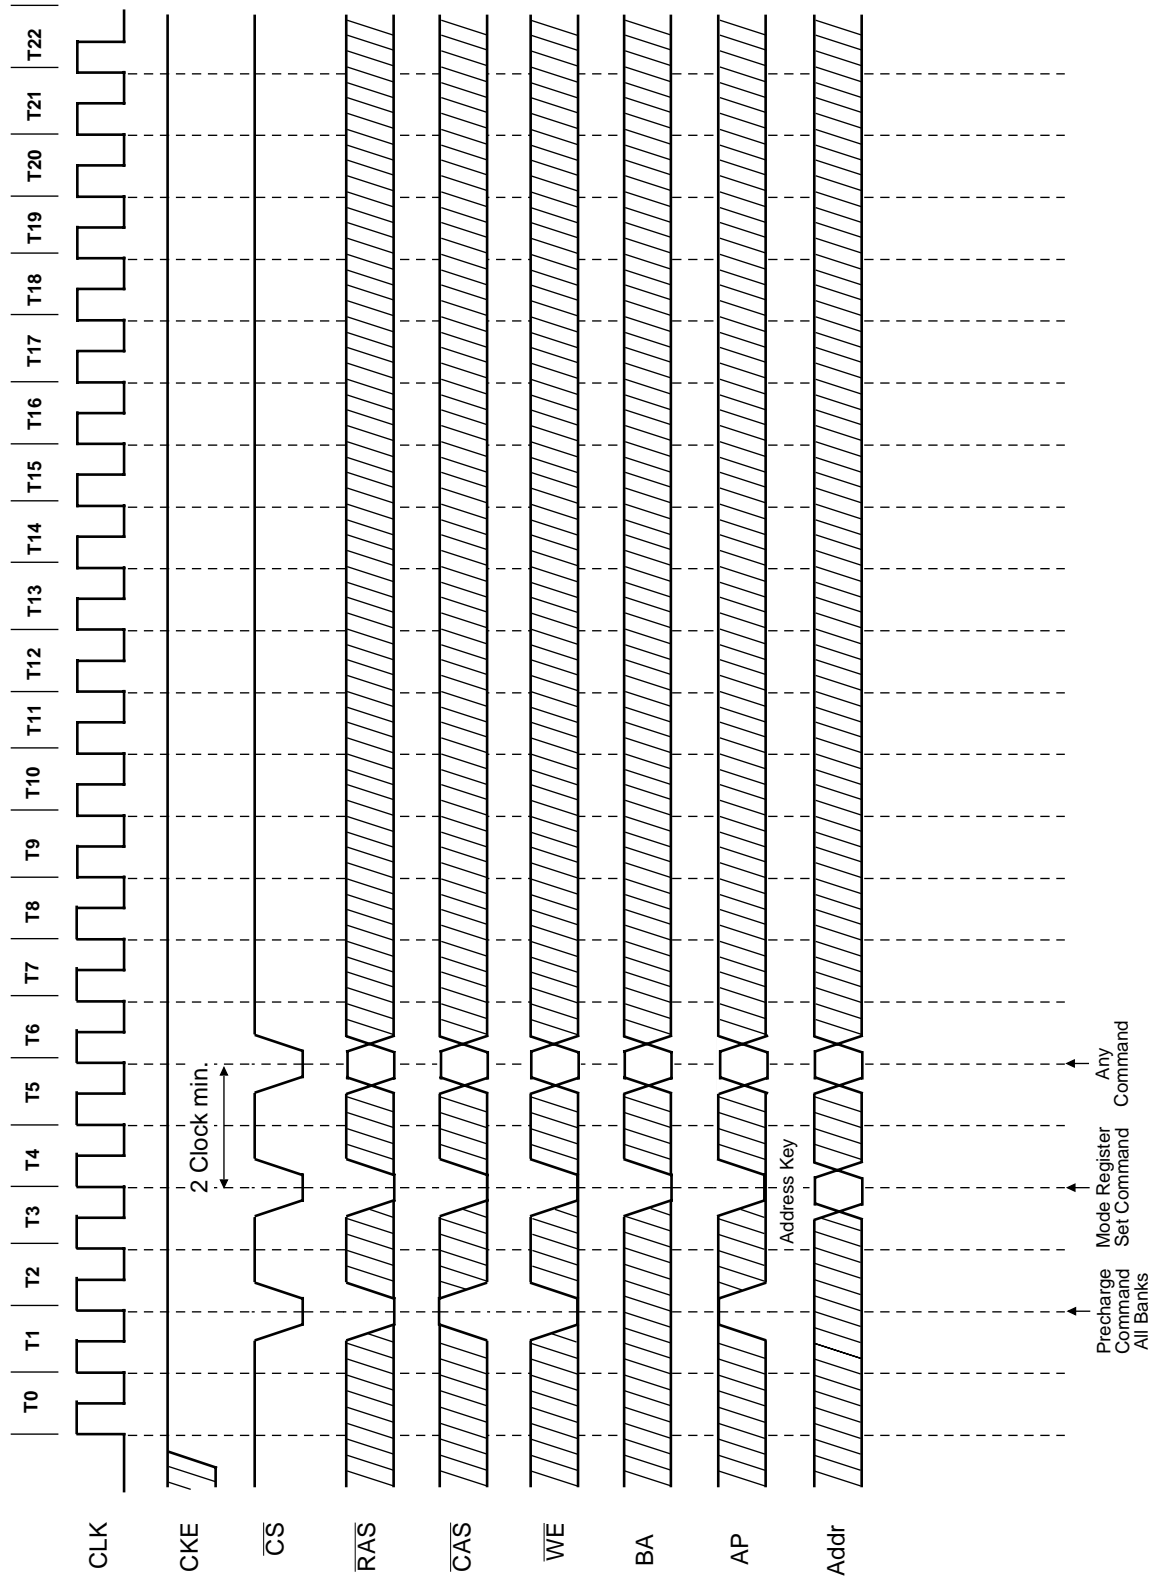 T0 T1 T2 T3 T4 T5 T6 T7 T8 T9 T10 T11 T12 T13 T14 T15 T16 T17 T18 T19 T20 T21 T22
CLK
CKE
2 Clock min.
CS
RAS
CAS
WE
BA
AP
Address Key
Addr
Precharge
Command
All Banks
Mode Register
Set Command
Any
Command